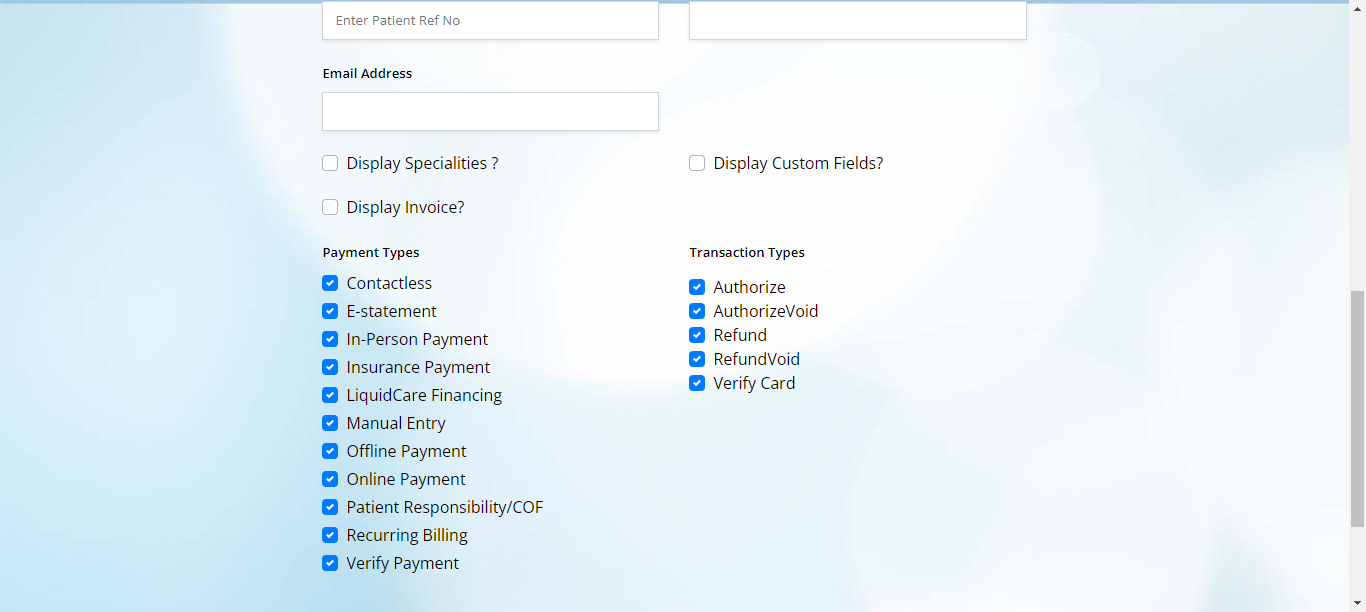 Enter Patient Ref No
Email Address
Display Specialities ?
Display Custom Fields?
Display Invoice?
Payment Types
Contactless
E-statement
In-Person Payment
Insurance Payment
LiquidCare Financing
Manual Entry
Offline Payment
Online Payment
Patient Responsibility/COF
Recurring Billing
Verify Payment
Transaction Types
Authorize
AuthorizeVoid
Refund
RefundVoid
Verify Card